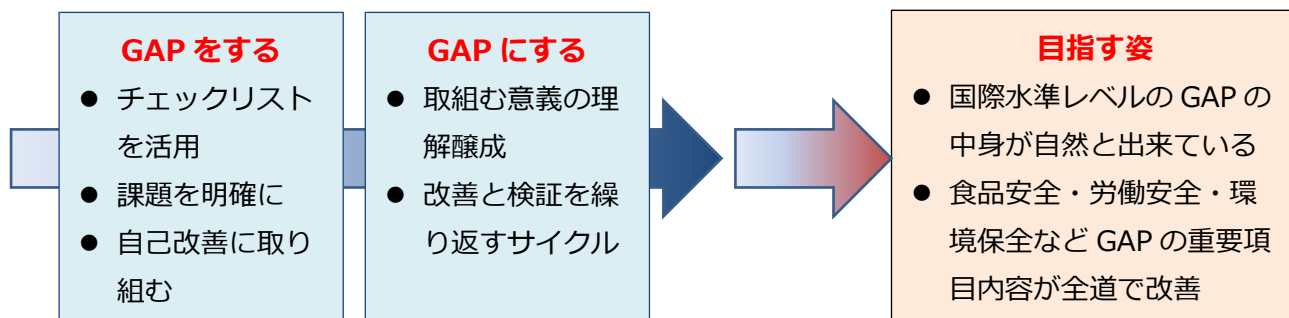 GAP をする
● チェックリスト
を活用
● 課題を明確に
● 自己改善に取り
組む
GAP にする
● 取組む意義の理
解醸成
● 改善と検証を繰
り返すサイクル
目指す姿
● 国際水準レベルの GAP の
中身が自然と出来ている
● 食品安全・労働安全・環
境保全など GAP の重要項
目内容が全道で改善